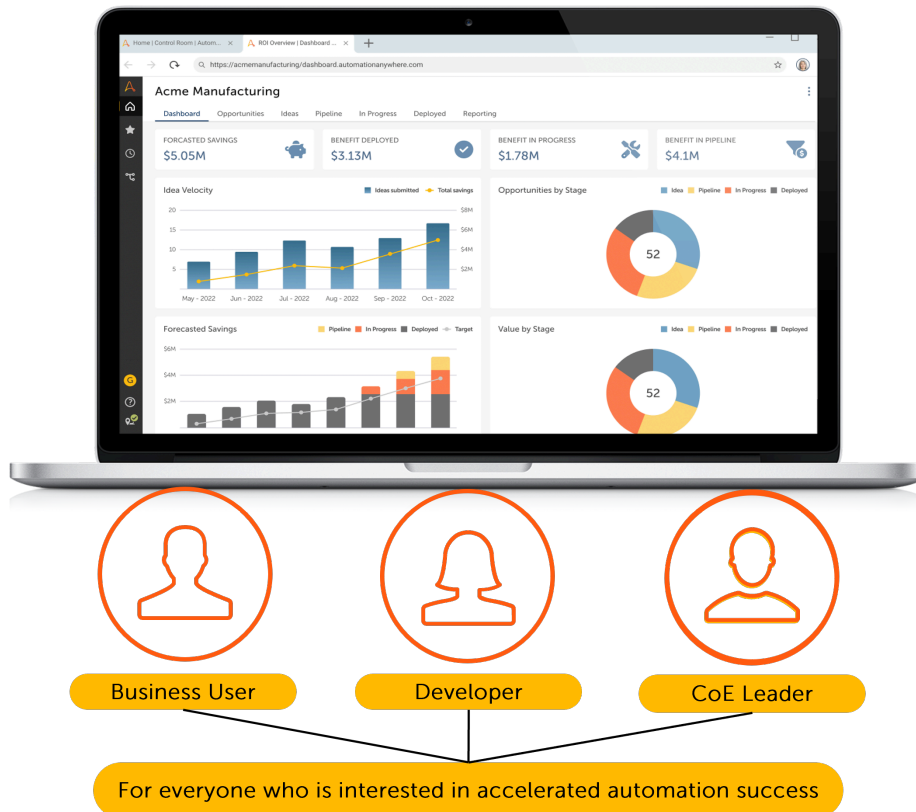 Home | Control Room | Autom... ×
ROI Overview | Dashboard ... ×
https://acmemanufacturing/dashboard.automationanywhere.com
Acme Manufacturing
Dashboard Opportunities Ideas Pipeline In Progress Deployed Reporting
FORCASTED SAVINGS
$5.05M
BENEFIT DEPLOYED
$3.13M
BENEFIT IN PROGRESS
$1.78M
BENEFIT IN PIPELINE
$4.1M
Idea Velocity
Ideas submitted Total savings
20 $8M
15 $6M
10 $4M
5 $2M
May - 2022 Jun - 2022 Jul - 2022 Aug - 2022 Sep - 2022 Oct - 2022
Opportunities by Stage
Idea Pipeline In Progress Deployed
52
Forecasted Savings
Pipeline In Progress Deployed Target
$6M
$4M
$2M
Value by Stage
Idea Pipeline In Progress Deployed
52
G
Business User
Developer
CoE Leader
For everyone who is interested in accelerated automation success